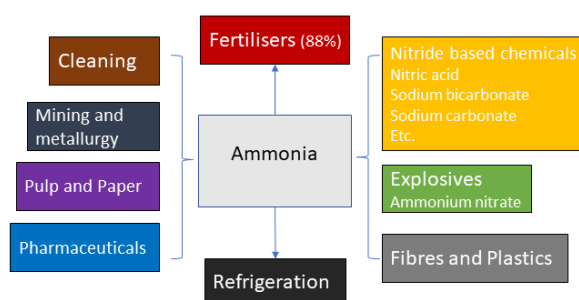 Fertilisers (88%)
Cleaning
Mining and
metallurgy
Pulp and Paper
Pharmaceuticals
Ammonia
Refrigeration
Nitride based chemicals
Nitric acid
Sodium bicarbonate
Sodium carbonate
Etc.
Explosives
Ammonium nitrate
Fibres and Plastics